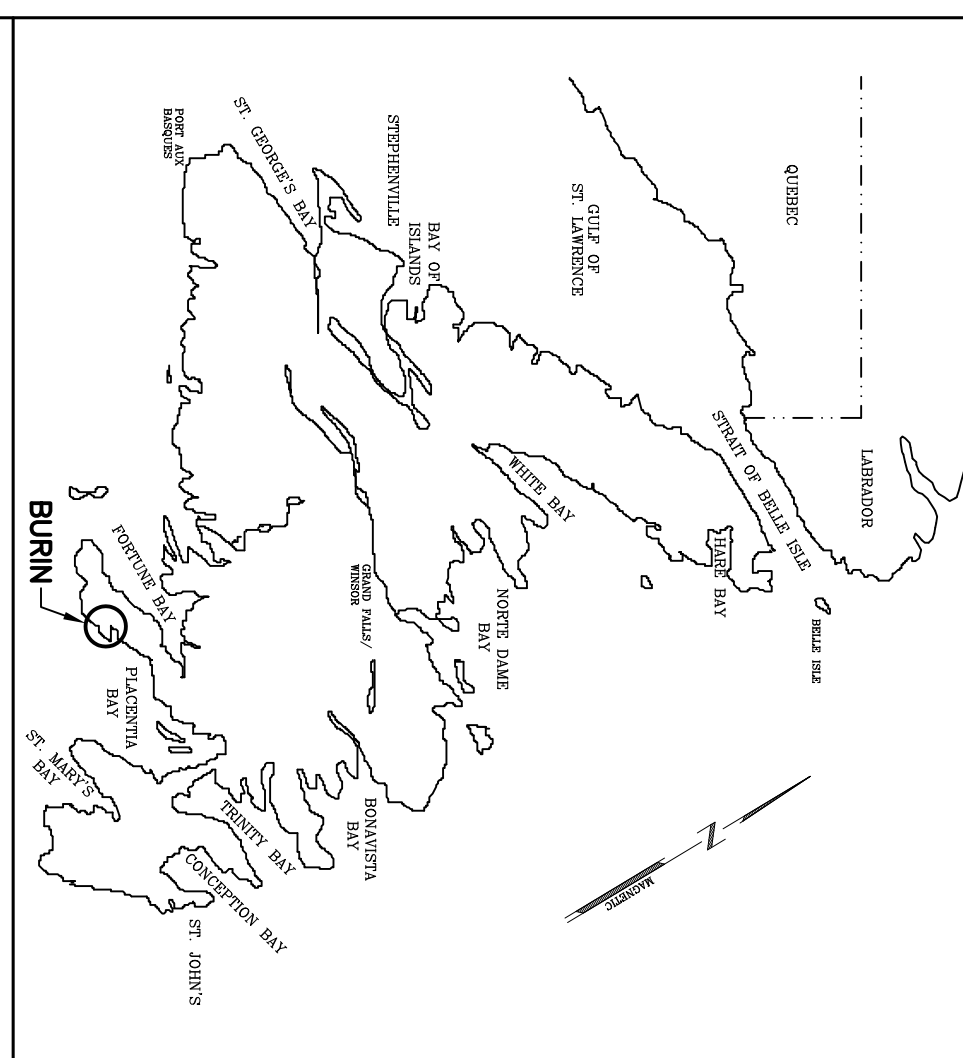 QUEBEC
LABRADOR
GULF OF
ST. LAWRENCE
STRAIT OF BELLE ISLE
BELLE ISLE
HARE BAY
WHITE BAY
NORTE DAME
BAY
BAY OF
ISLANDS
STEPHENVILLE
ST. GEORGE'S BAY
PORT AUX
BASQUES
GRAND FALLS/
WINSOR
BONAVISTA
BAY
TRINITY BAY
CONCEPTION BAY
ST. JOHN'S
ST. MARY'S
BAY
PLACENTIA
BAY
FORTUNE BAY
BURIN
N
MAGNETIC